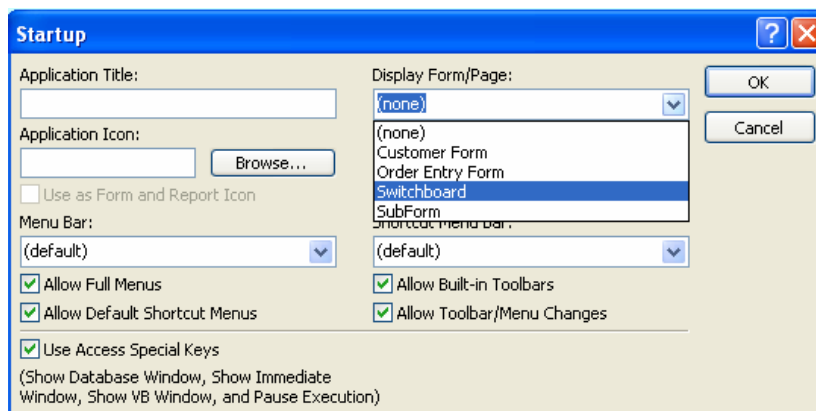 Startup
Application Title:
Display Form/Page:
OK
(none)
Application Icon:
(none)
Cancel
Customer Form
Browse...
Order Entry Form
Use as Form and Report Icon
Switchboard
SubForm
Menu Bar:
Shortcut Menu Bar:
(default)
(default)
Allow Full Menus
Allow Built-in Toolbars
Allow Default Shortcut Menus
Allow Toolbar/Menu Changes
Use Access Special Keys
(Show Database Window, Show Immediate
Window, Show VB Window, and Pause Execution)